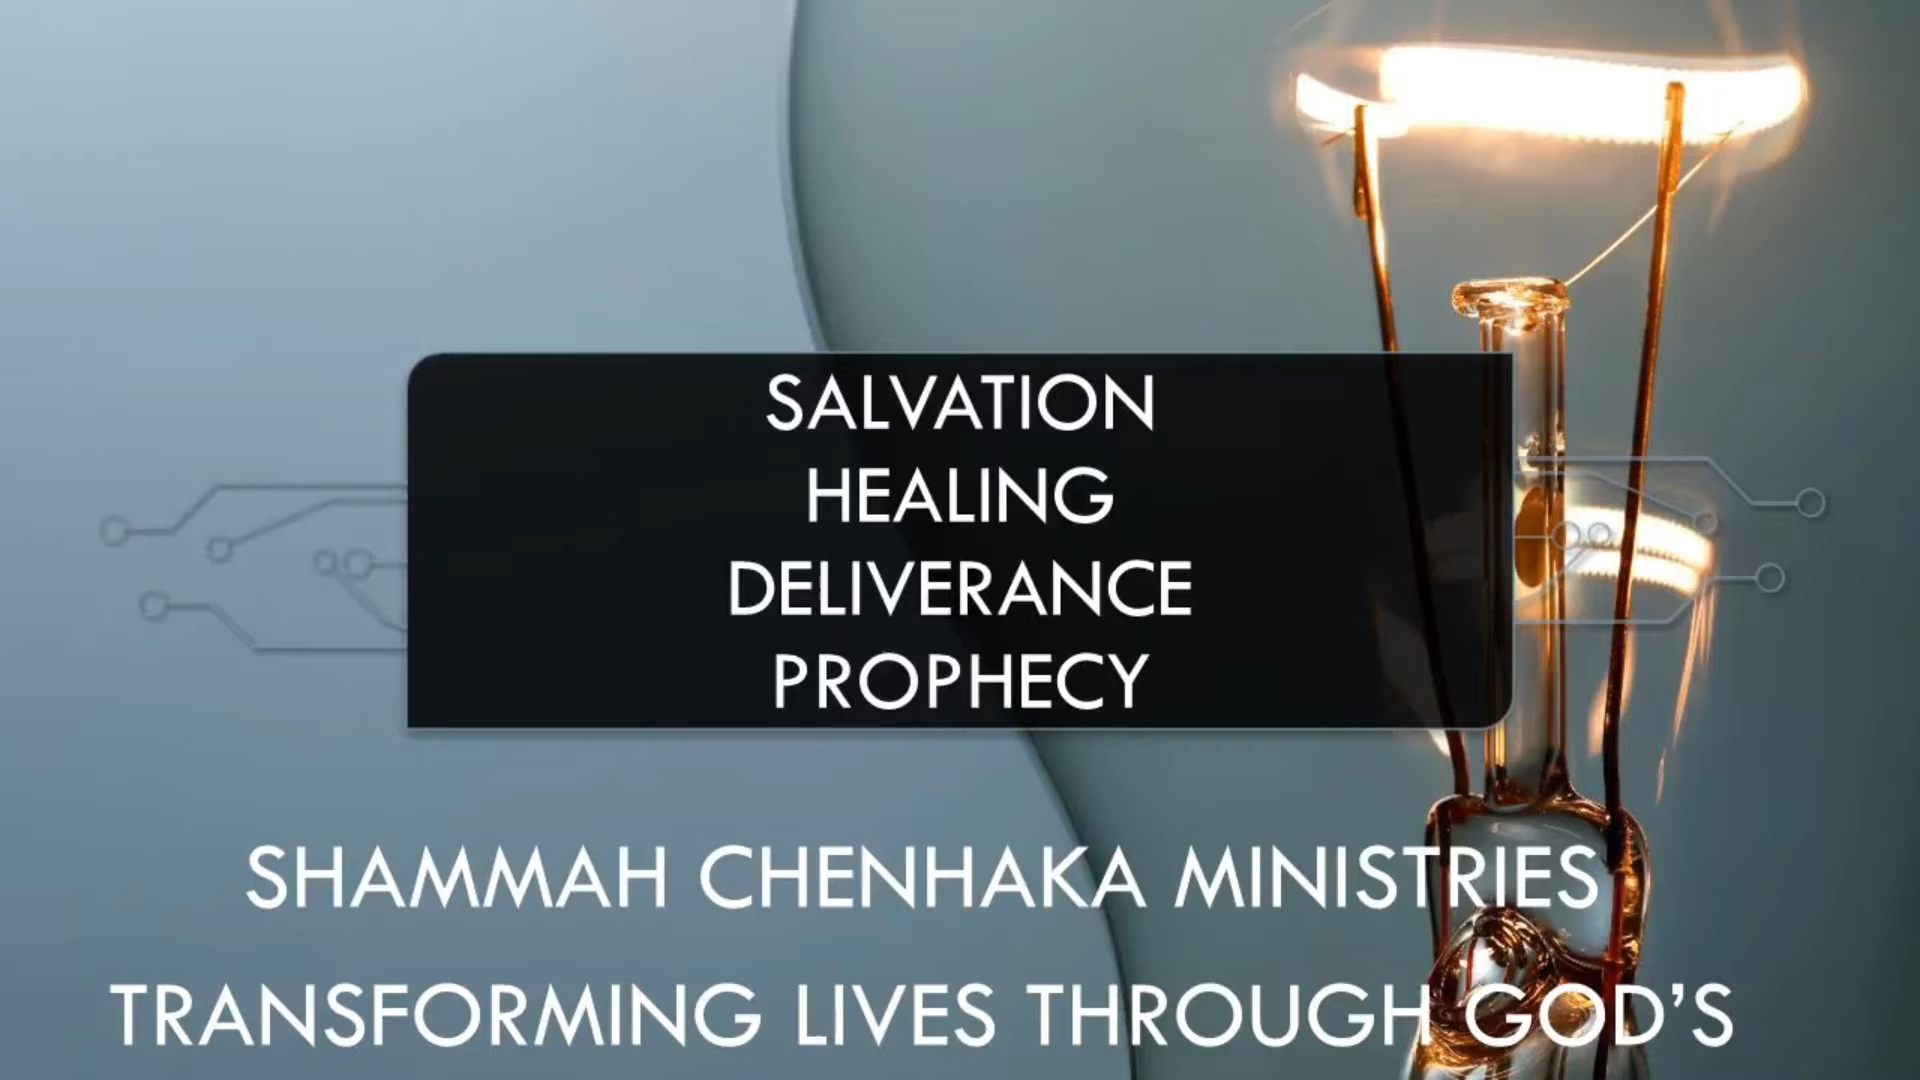 SALVATION
HEALING
DELIVERANCE
PROPHECY
SHAMMAH CHENHAKA MINISTRIES
TRANSFORMING LIVES THROUGH GOD’S